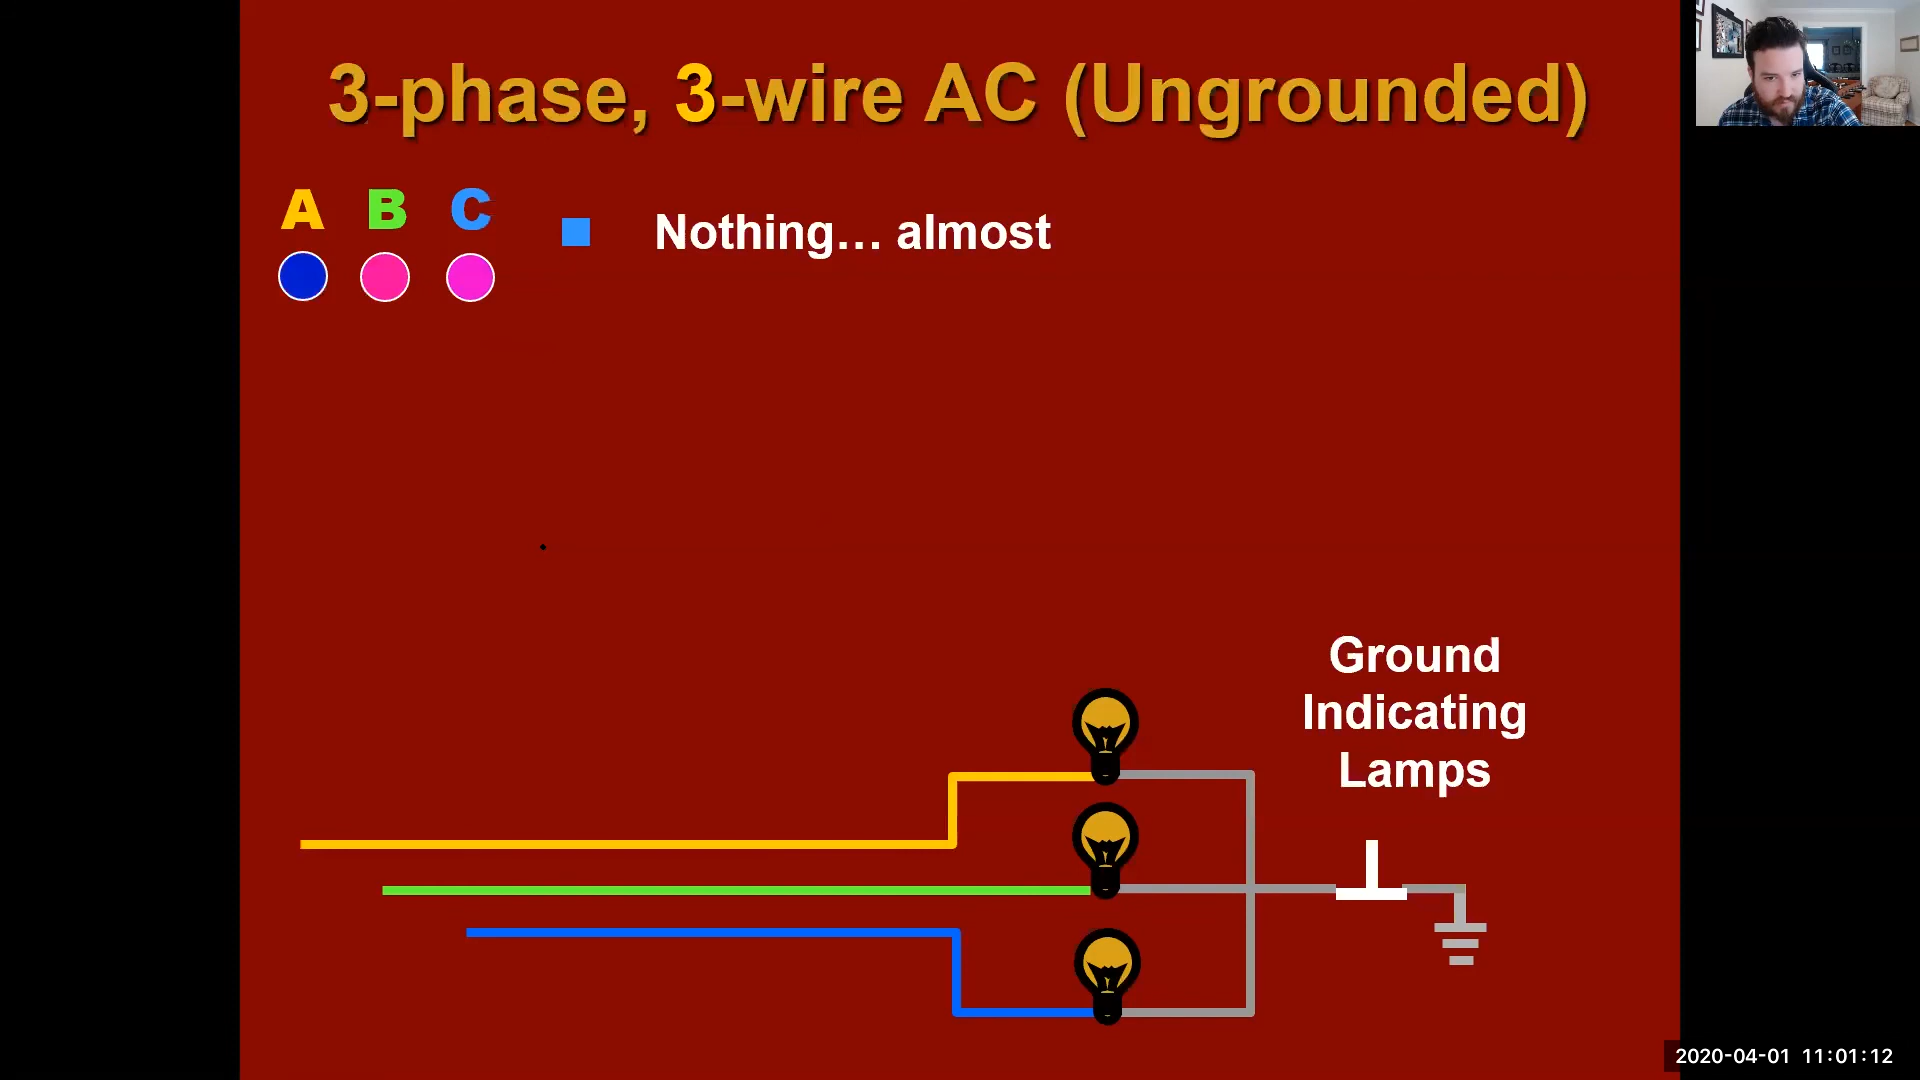 3-phase, 3-wire AC (Ungrounded)
A B C
Nothing... almost
Ground
Indicating
Lamps
2020-04-01 11:01:12